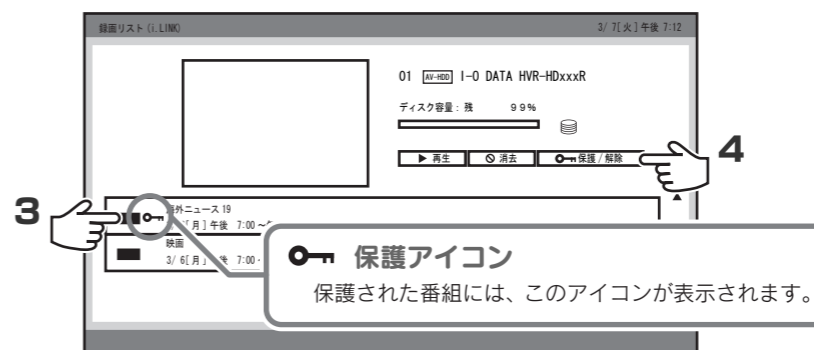 録画リスト (i.LINK) 3/ 7[火]午後 7:12
01 AV-HDD I-O DATA HVR-HDxxxR
ディスク容量: 残 99%
▶ 再生 消去 保護/解除
4
3
外ニュース 19
[月]午後 7:00 ～
映画
3/ 6[月] 後 7:00
保護アイコン
保護された番組には、このアイコンが表示されます。